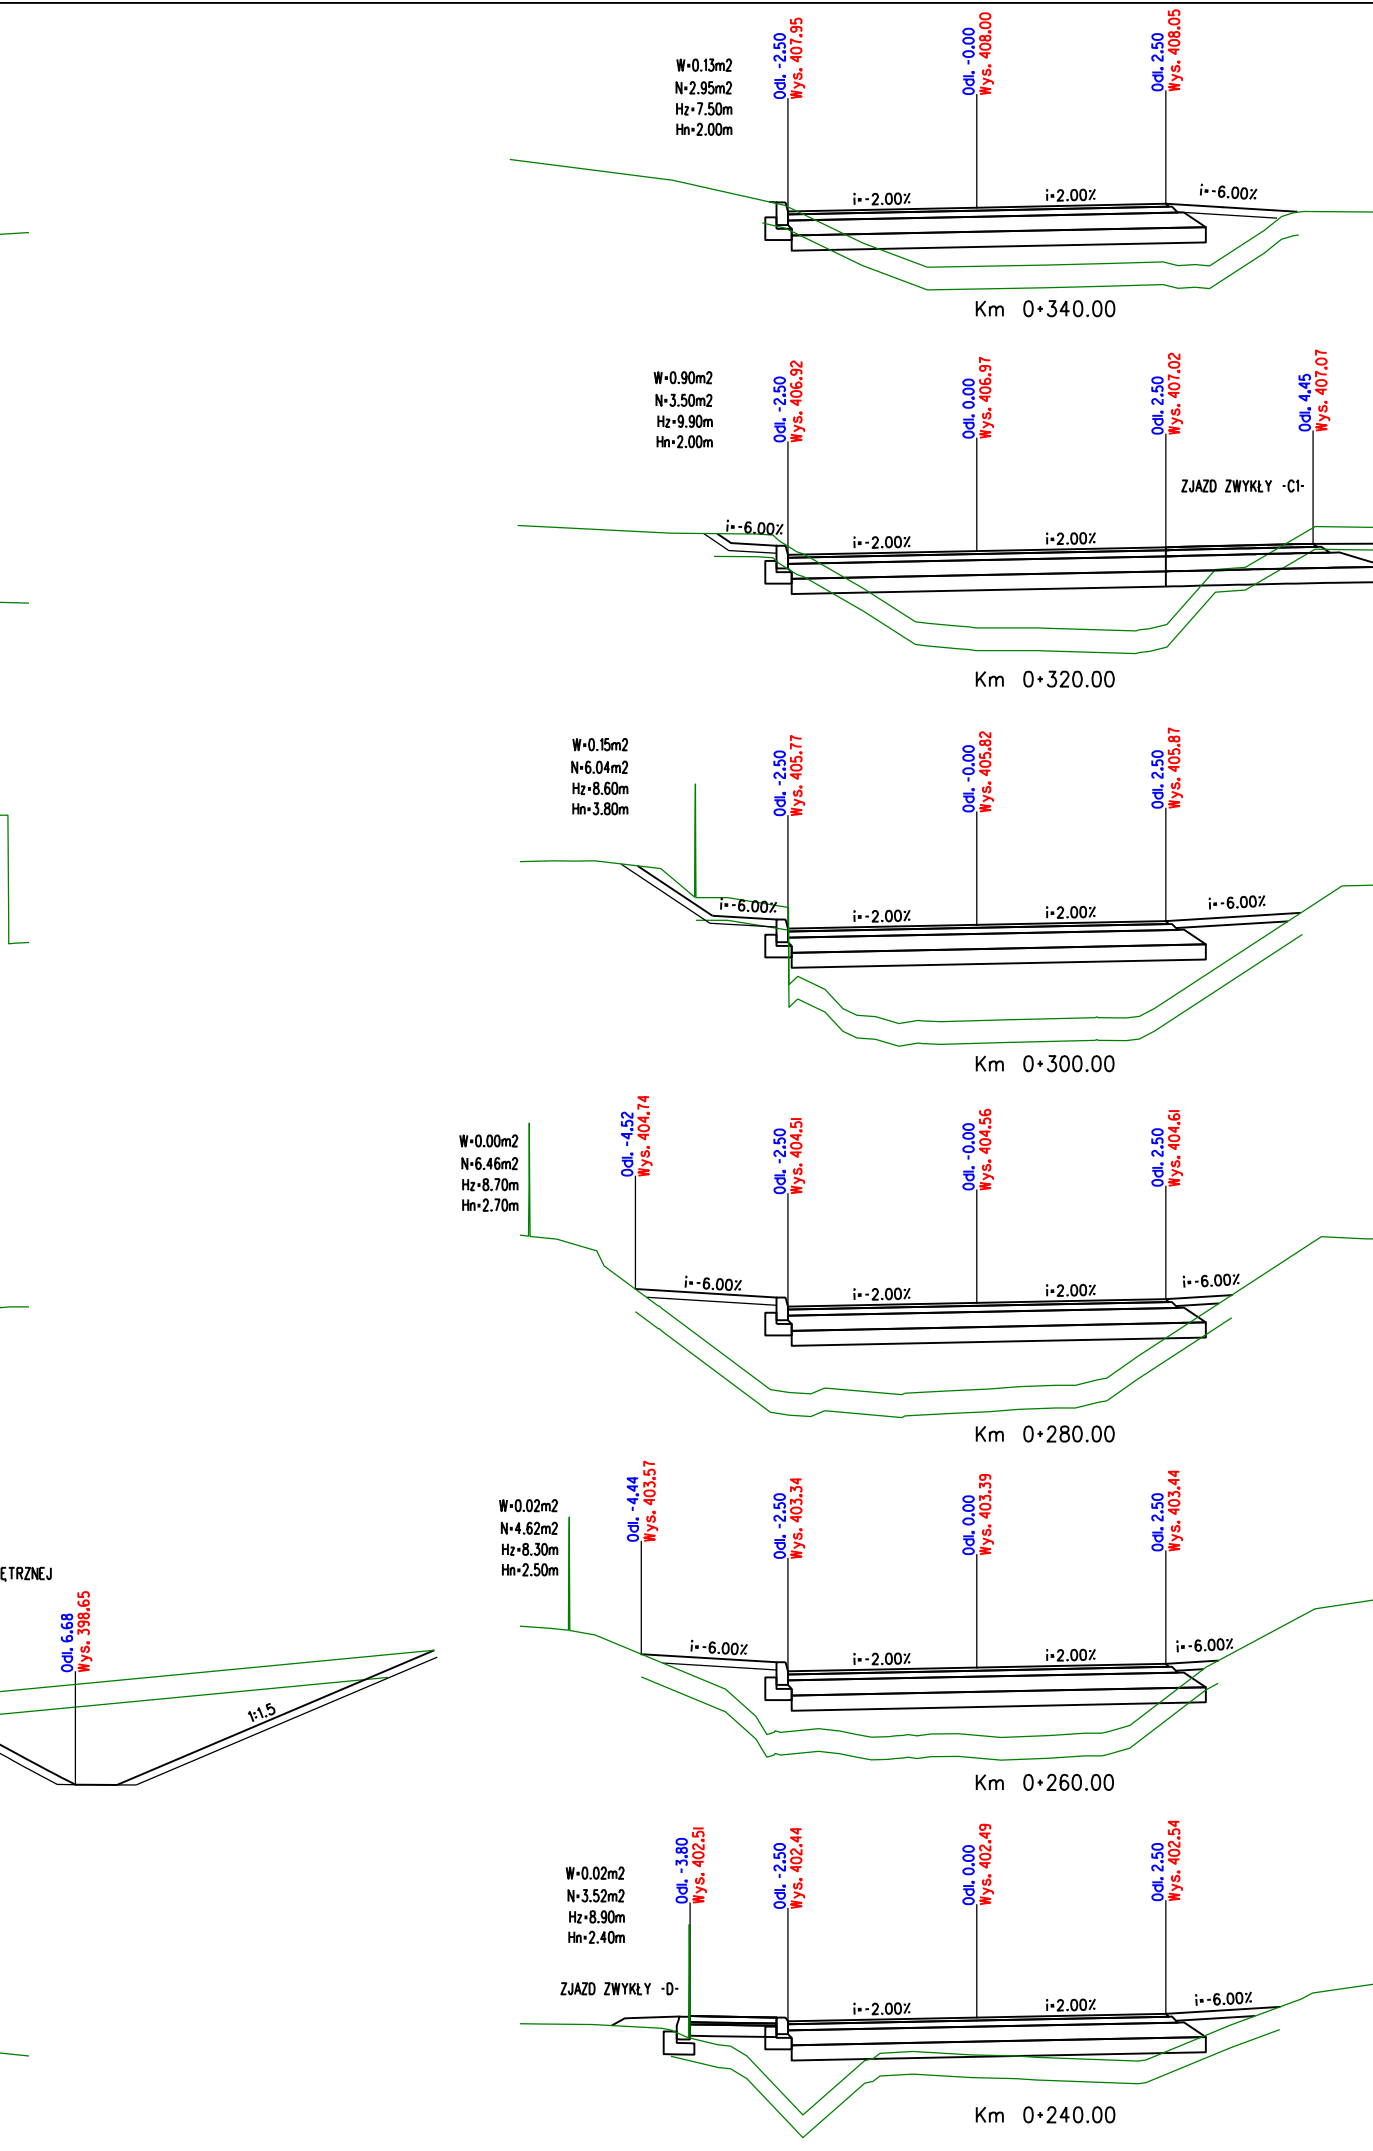 Odl. -2.50
Wys. 407.95
Odl. -0.00
Wys. 408.00
Odl. 2.50
Wys. 408.05
W=0.13m2
N=2.95m2
Hz=7.50m
Hn=2.00m
i=-2.00%
i=2.00%
i=-6.00%
Km 0+340.00
Odl. -2.50
Wys. 406.92
Odl. 0.00
Wys. 406.97
Odl. 2.50
Wys. 407.02
Odl. 4.45
Wys. 407.07
W=0.90m2
N=3.50m2
Hz=9.90m
Hn=2.00m
ZJAZD ZWYKŁY -C1-
i=-6.00%
i=-2.00%
i=2.00%
Km 0+320.00
Odl. -2.50
Wys. 405.77
Odl. -0.00
Wys. 405.82
Odl. 2.50
Wys. 405.87
W=0.15m2
N=6.04m2
Hz=8.60m
Hn=3.80m
i=-6.00%
i=-2.00%
i=2.00%
i=-6.00%
Km 0+300.00
Odl. -4.52
Wys. 404.74
Odl. -2.50
Wys. 404.51
Odl. -0.00
Wys. 404.56
Odl. 2.50
Wys. 404.61
W=0.00m2
N=6.46m2
Hz=8.70m
Hn=2.70m
i=-6.00%
i=-2.00%
i=2.00%
i=-6.00%
Km 0+280.00
Odl. -4.44
Wys. 403.57
Odl. -2.50
Wys. 403.34
Odl. 0.00
Wys. 403.39
Odl. 2.50
Wys. 403.44
W=0.02m2
N=4.62m2
Hz=8.30m
Hn=2.50m
i=-6.00%
i=-2.00%
i=2.00%
i=-6.00%
Km 0+260.00
ĘTRZNEJ
Odl. 6.68
Wys. 398.65
1:1.5
Odl. -3.80
Wys. 402.51
Odl. -2.50
Wys. 402.44
Odl. 0.00
Wys. 402.49
Odl. 2.50
Wys. 402.54
W=0.02m2
N=3.52m2
Hz=8.90m
Hn=2.40m
ZJAZD ZWYKŁY -D-
i=-2.00%
i=2.00%
i=-6.00%
Km 0+240.00